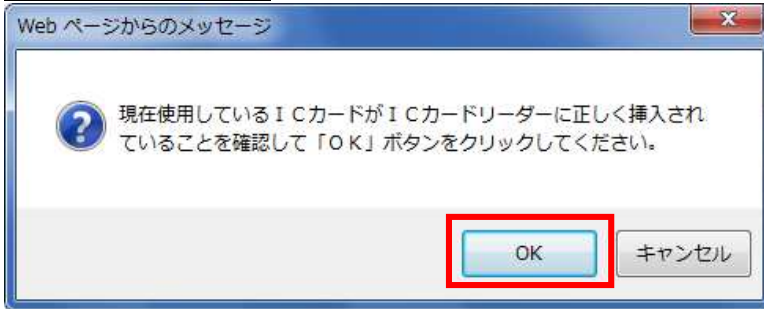 Web ページからのメッセージ
現在使用しているＩＣカードがＩＣカードリーダーに正しく挿入され
ていることを確認して「ＯＫ」ボタンをクリックしてください。
OK
キャンセル